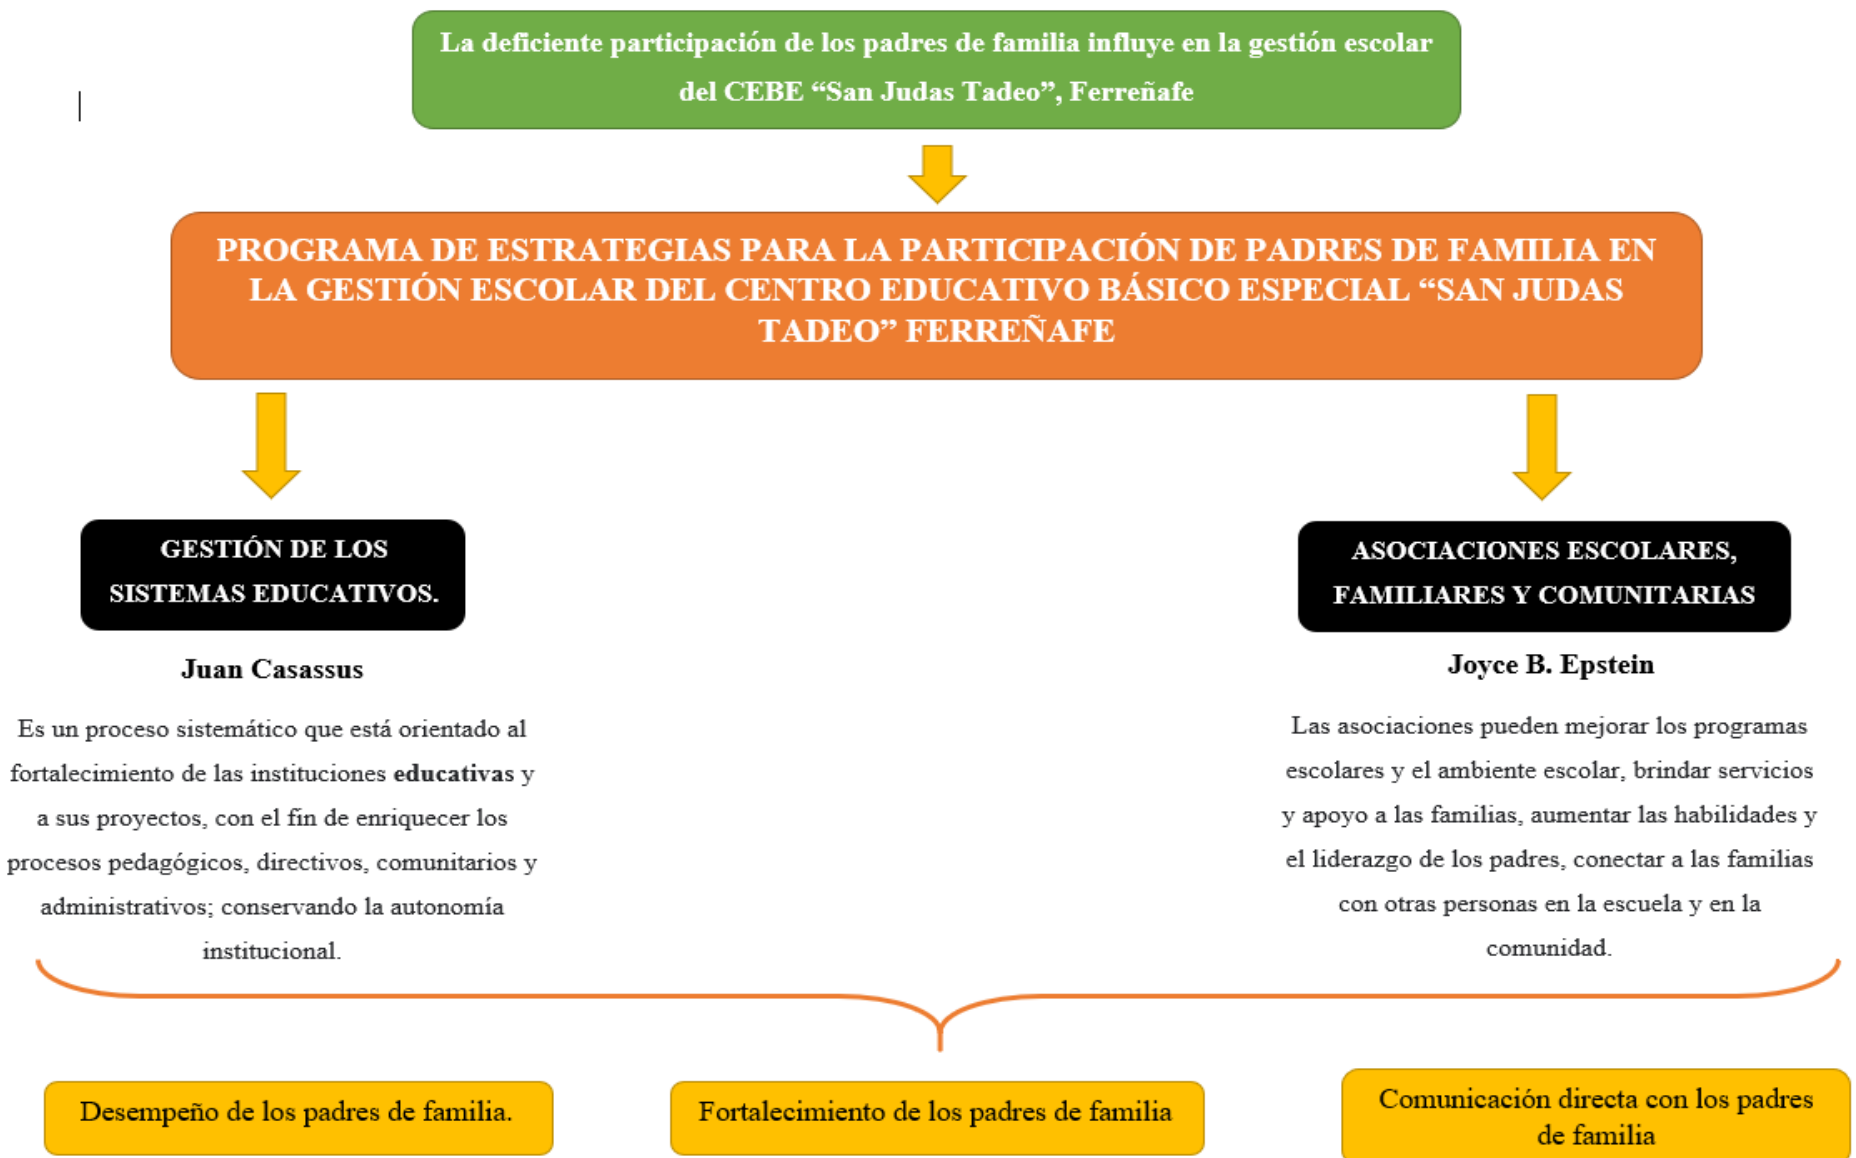 La deficiente participación de los padres de familia influye en la gestión escolar
del CEBE “San Judas Tadeo”, Ferreñafe
PROGRAMA DE ESTRATEGIAS PARA LA PARTICIPACIÓN DE PADRES DE FAMILIA EN
LA GESTIÓN ESCOLAR DEL CENTRO EDUCATIVO BÁSICO ESPECIAL “SAN JUDAS
TADEO” FERREÑAFE
GESTIÓN DE LOS
SISTEMAS EDUCATIVOS.
Juan Casassus
Es un proceso sistemático que está orientado al
fortalecimiento de las instituciones educativas y
a sus proyectos, con el fin de enriquecer los
procesos pedagógicos, directivos, comunitarios y
administrativos; conservando la autonomía
institucional.
ASOCIACIONES ESCOLARES,
FAMILIARES Y COMUNITARIAS
Joyce B. Epstein
Las asociaciones pueden mejorar los programas
escolares y el ambiente escolar, brindar servicios
y apoyo a las familias, aumentar las habilidades y
el liderazgo de los padres, conectar a las familias
con otras personas en la escuela y en la
comunidad.
Desempeño de los padres de familia.
Fortalecimiento de los padres de familia
Comunicación directa con los padres
de familia